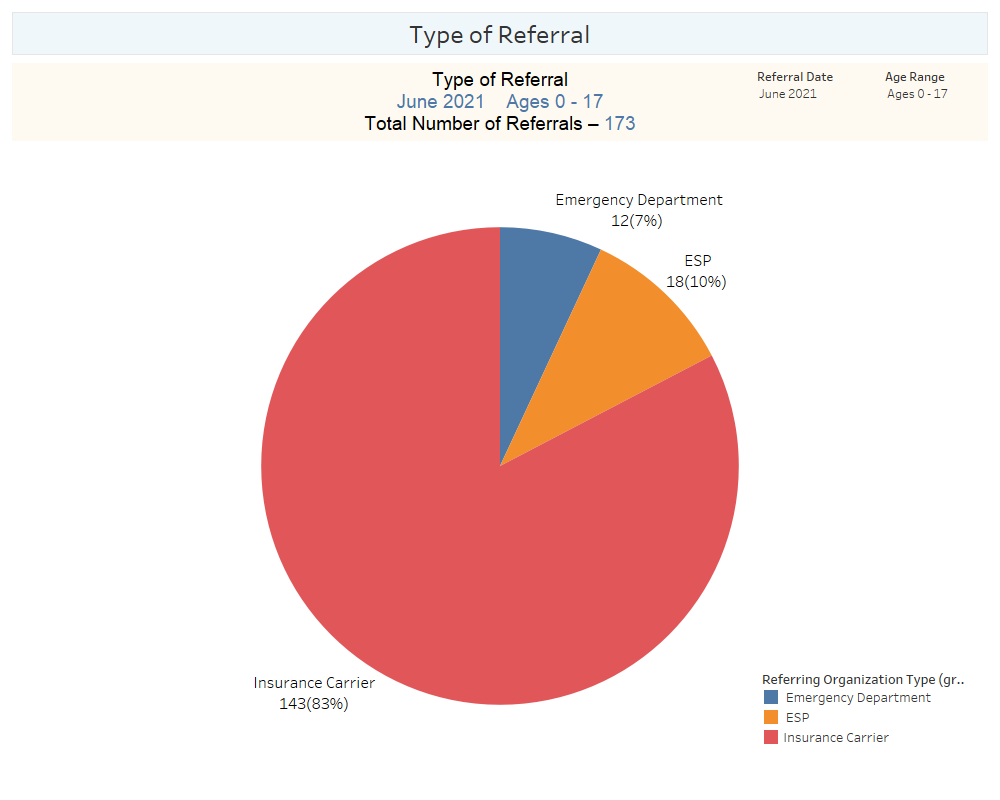 Type of Referral
Type of Referral
June 2021 Ages 0 - 17
Total Number of Referrals – 173
Referral Date
June 2021
Age Range
Ages 0 - 17
Emergency Department
12(7%)
ESP
18(10%)
Insurance Carrier
143(83%)
Referring Organization Type (gr..
Emergency Department
ESP
Insurance Carrier